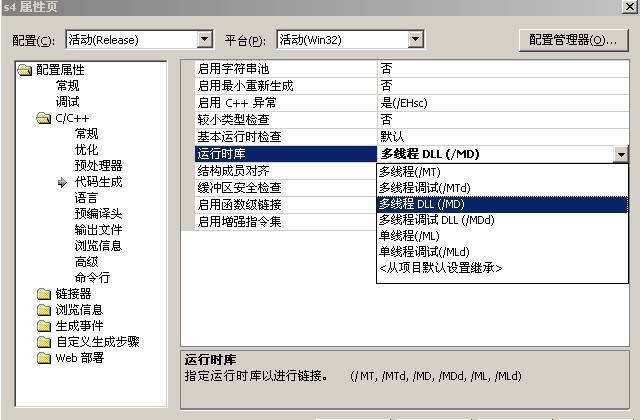 s4 属性页
配置(C): 活动(Release) 平台(P): 活动(Win32) 配置管理器(O)...
配置属性
常规
调试
C/C++
常规
优化
预处理器
代码生成
语言
预编译头
输出文件
浏览信息
高级
命令行
链接器
浏览信息
生成事件
自定义生成步骤
Web 部署
启用字符串池 否
启用最小重新生成 否
启用 C++ 异常 是(/EHsc)
较小类型检查 否
基本运行时检查 默认
运行时库 多线程 DLL (/MD)
结构成员对齐
缓冲区安全检查
启用函数级链接
启用增强指令集
多线程(/MT)
多线程调试(/MTd)
多线程 DLL (/MD)
多线程调试 DLL (/MDd)
单线程(/ML)
单线程调试(/MLd)
<从项目默认设置继承>
运行时库
指定运行时库以进行链接。 (/MT, /MTd, /MD, /MDd, /ML, /MLd)